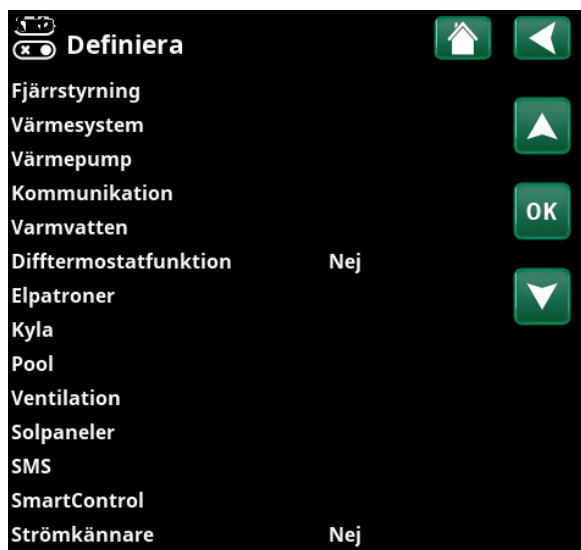 Definiera
Fjärrstyrning
Värmesystem
Värmepump
Kommunikation
OK
Varmvatten
Difftermostatfunktion Nej
Elpatroner
Kyla
Pool
Ventilation
Solpaneler
SMS
SmartControl
Strömkännare Nej